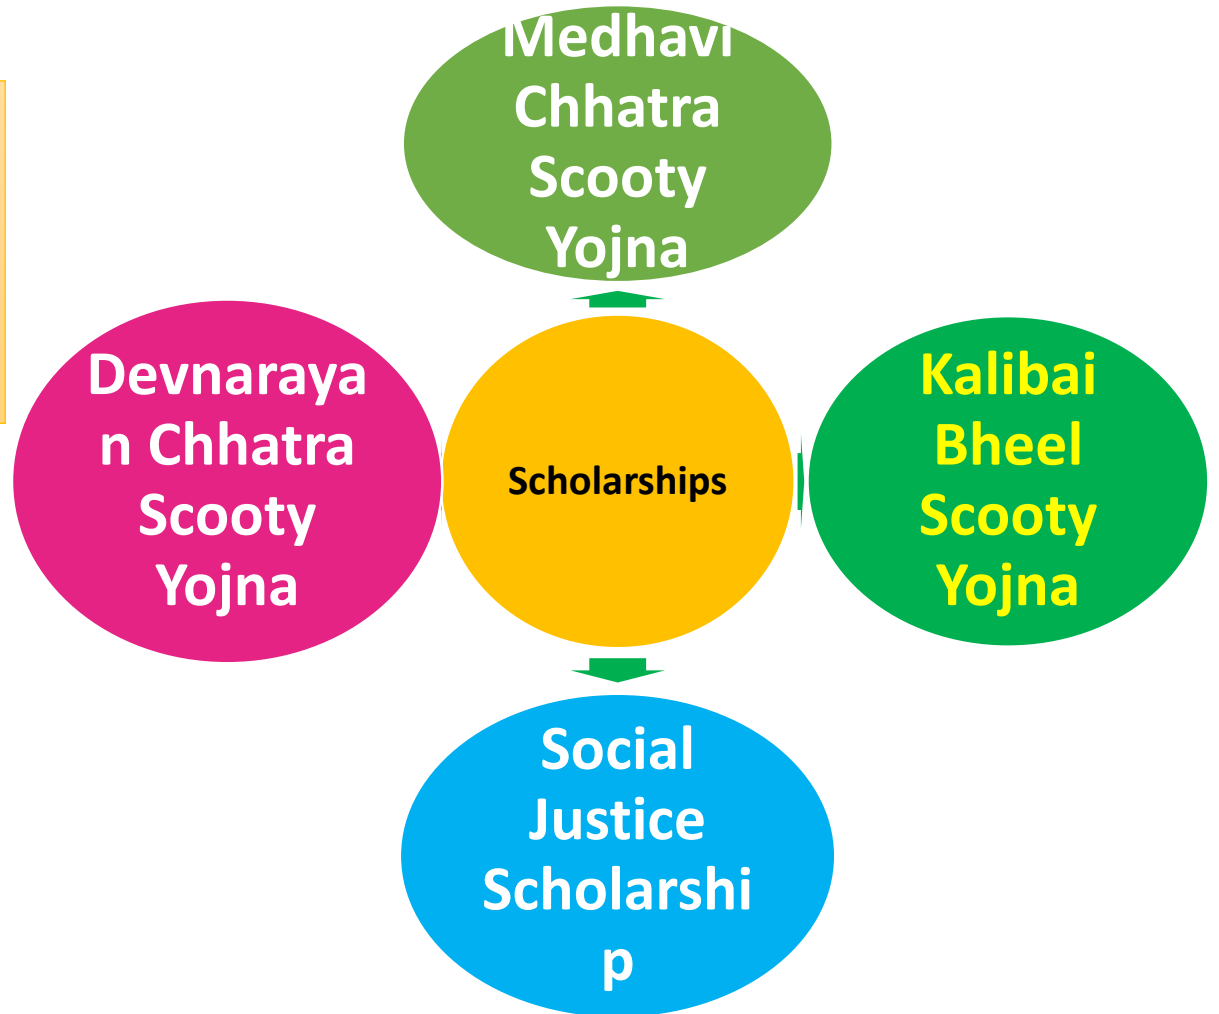 Medhavi
Chhatra
Scooty
Yojna
Devnaraya
n Chhatra
Scooty
Yojna
Scholarships
Kalibai
Bheel
Scooty
Yojna
Social
Justice
Scholarshi
p